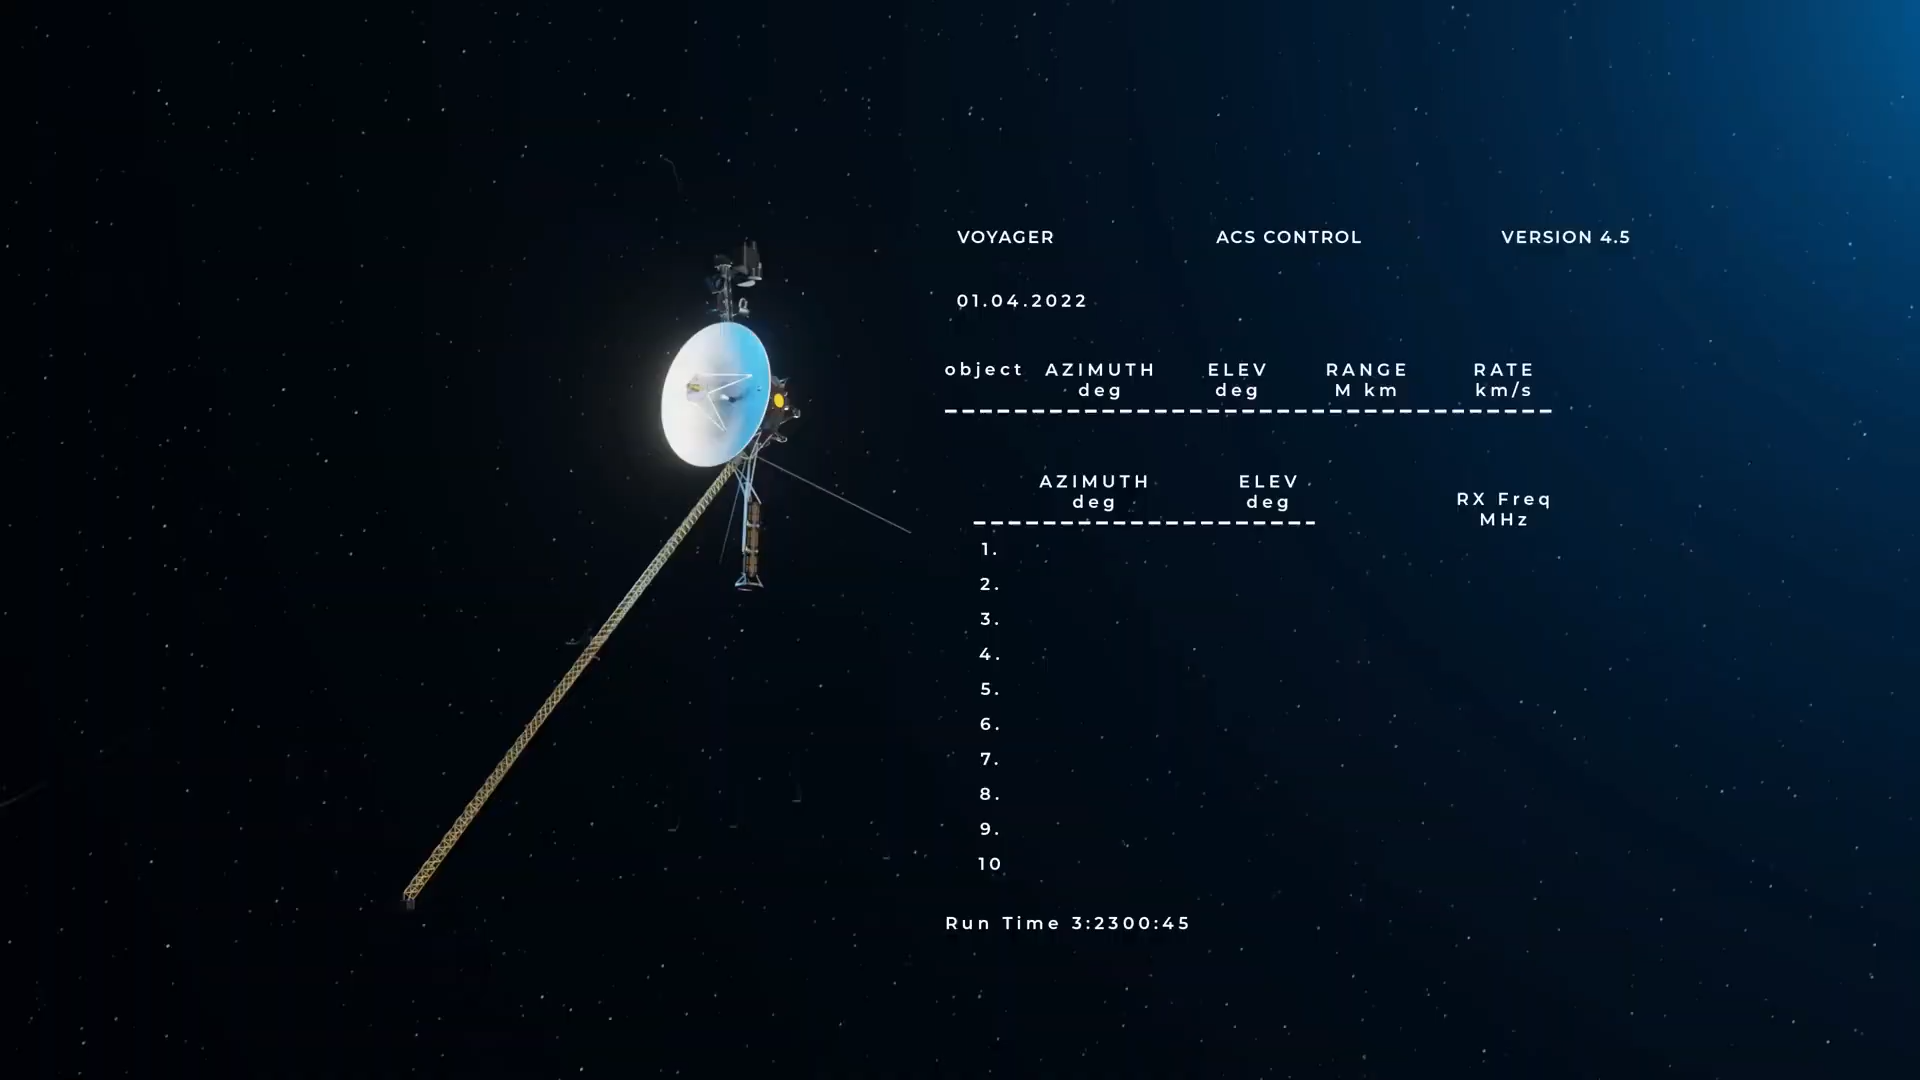 VOYAGER ACS CONTROL VERSION 4.5
01.04.2022
object AZIMUTH ELEV RANGE RATE
deg deg M km km/s
AZIMUTH ELEV
deg deg
RX Freq
MHz
1.
2.
3.
4.
5.
6.
7.
8.
9.
10
Run Time 3:2300:45